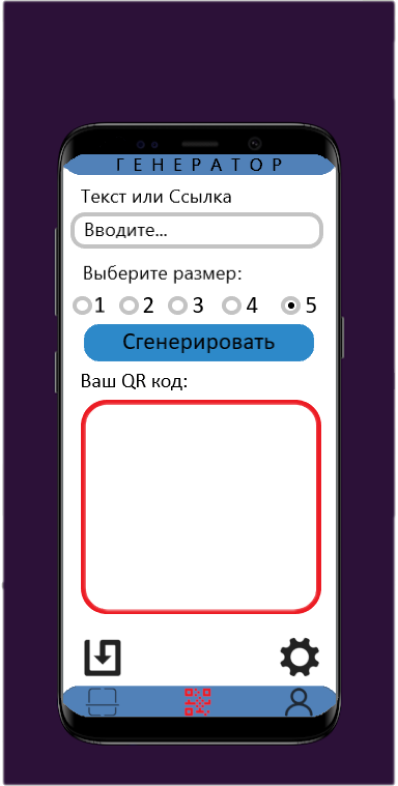 ГЕНЕРАТОР
Текст или Ссылка
Вводите...
Выберите размер:
1 2 3 4 5
Сгенерировать
Ваш QR код: